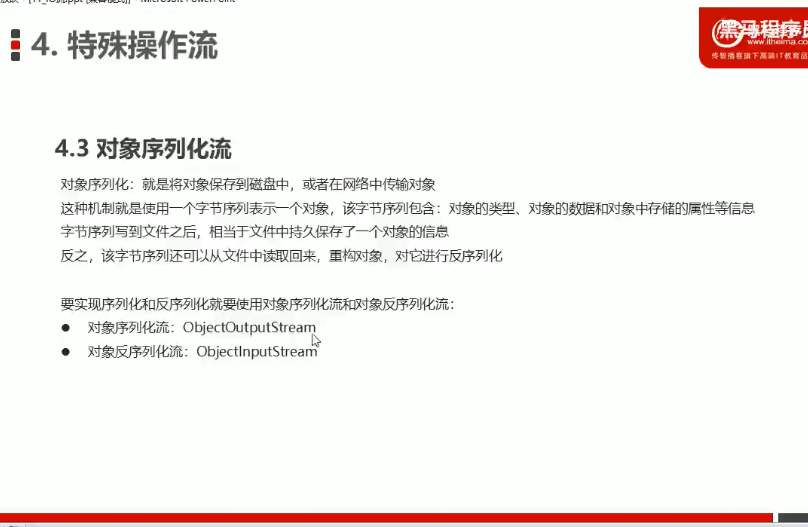 4. 特殊操作流
www.itheima.co
传智播客旗下高端IT教育品
4.3 对象序列化流
对象序列化：就是将对象保存到磁盘中，或者在网络中传输对象
这种机制就是使用一个字节序列表示一个对象，该字节序列包含：对象的类型、对象的数据和对象中存储的属性等信息
字节序列写到文件之后，相当于文件中持久保存了一个对象的信息
反之，该字节序列还可以从文件中读取回来，重构对象，对它进行反序列化
要实现序列化和反序列化就要使用对象序列化流和对象反序列化流：
● 对象序列化流：ObjectOutputStream
● 对象反序列化流：ObjectInputStream